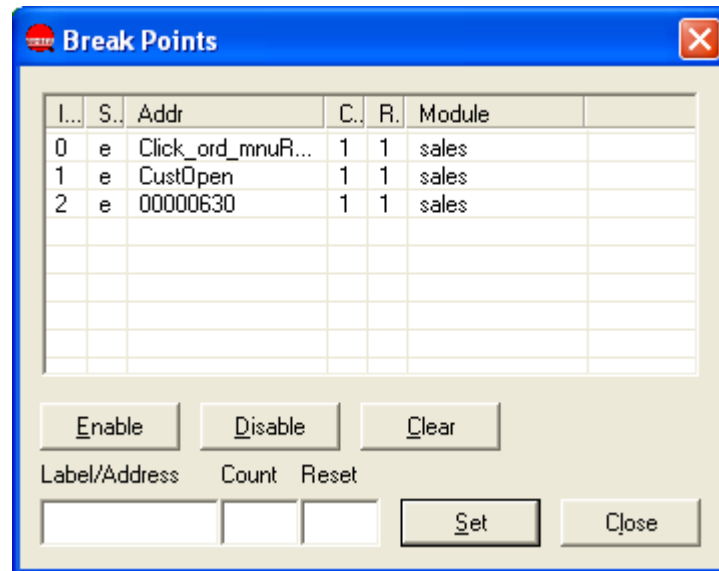 Break Points
I... S.. Addr C.. R. Module
0 e Click_ord_mnuR... 1 1 sales
1 e CustOpen 1 1 sales
2 e 00000630 1 1 sales
Enable Disable Clear
Label/Address Count Reset
Set Close